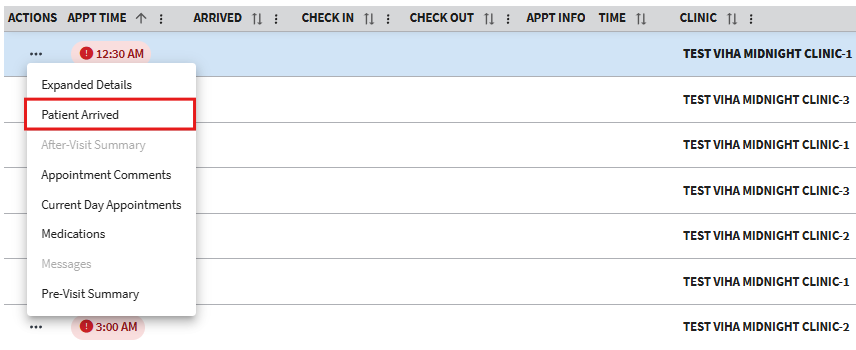 ACTIONS APPT TIME ARRIVED CHECK IN CHECK OUT APPT INFO TIME CLINIC
12:30 AM TEST VIHA MIDNIGHT CLINIC-1
Expanded Details
TEST VIHA MIDNIGHT CLINIC-3
Patient Arrived
After-Visit Summary TEST VIHA MIDNIGHT CLINIC-1
Appointment Comments
TEST VIHA MIDNIGHT CLINIC-3
Current Day Appointments
Medications TEST VIHA MIDNIGHT CLINIC-2
Messages
TEST VIHA MIDNIGHT CLINIC-1
Pre-Visit Summary
3:00 AM TEST VIHA MIDNIGHT CLINIC-2